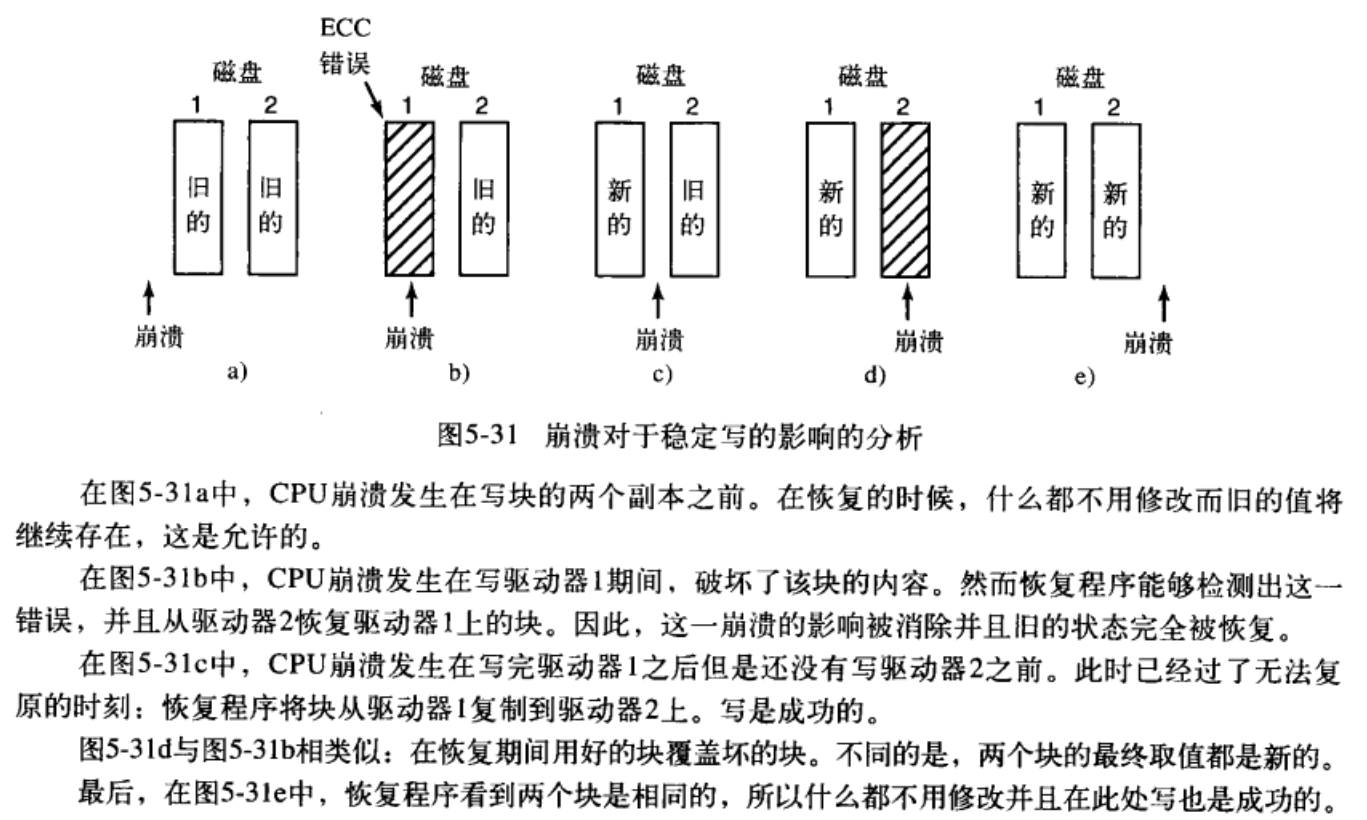 ECC
错误
磁盘 磁盘 磁盘 磁盘 磁盘
1 2 1 2 1 2 1 2 1 2
旧的 旧的 旧的 新的 旧的 新的 新的 新的
崩溃 崩溃 崩溃 崩溃 崩溃
a) b) c) d) e)
图5-31 崩溃对于稳定写的影响的分析
在图5-31a中，CPU崩溃发生在写块的两个副本之前。在恢复的时候，什么都不用修改而旧的值将
继续存在，这是允许的。
在图5-31b中，CPU崩溃发生在写驱动器1期间，破坏了该块的内容。然而恢复程序能够检测出这一
错误，并且从驱动器2恢复驱动器1上的块。因此，这一崩溃的影响被消除并且旧的状态完全被恢复。
在图5-31c中，CPU崩溃发生在写完驱动器1之后但是还没有写驱动器2之前。此时已经过了无法复
原的时刻：恢复程序将块从驱动器1复制到驱动器2上。写是成功的。
图5-31d与图5-31b相类似：在恢复期间用好的块覆盖坏的块。不同的是，两个块的最终取值都是新的。
最后，在图5-31e中，恢复程序看到两个块是相同的，所以什么都不用修改并且在此处写也是成功的。